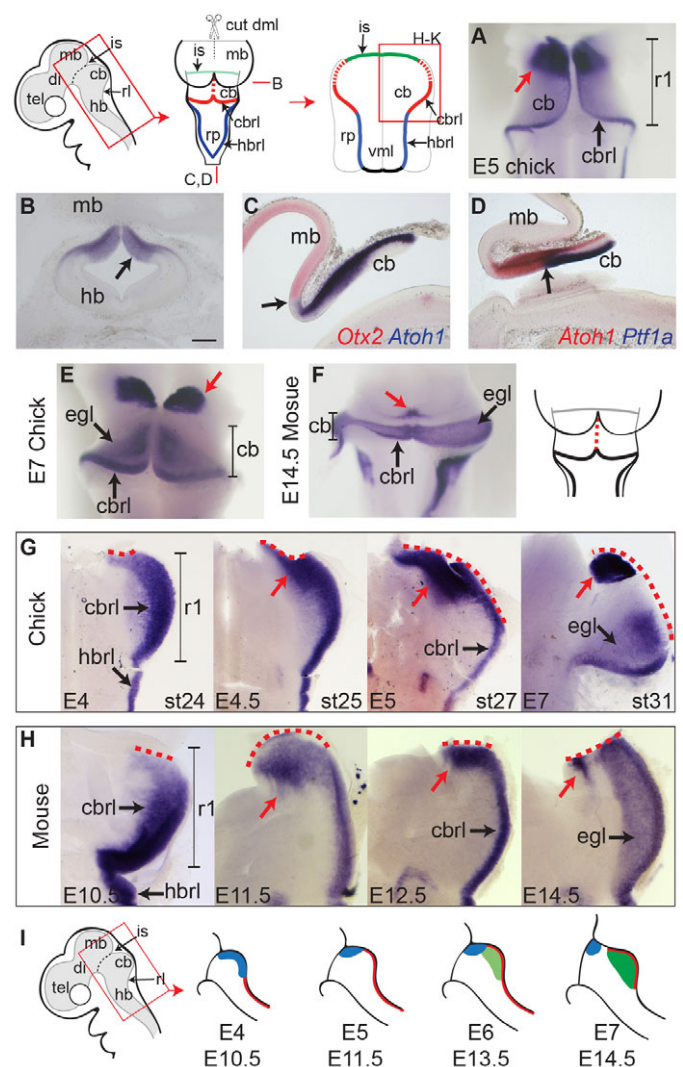 cut dml
is
mb
mb
is
cb
dl
rl
tel
hb
B
cb
cbrl
rp
hbrl
C,D
is
H-K
cb
cbrl
rp
hbrl
vml
A
r1
cb
cbrl
E5 chick
B
mb
hb
C
mb
cb
Otx2 Atoh1
D
mb
cb
Atoh1 Ptf1a
E
E7 Chick
egl
cb
cbrl
F
E14.5 Mosue
cb
egl
cbrl
G
Chick
cbrl
r1
hbrl
E4
st24
E4.5
st25
cbrl
E5
st27
egl
E7
st31
H
Mouse
cbrl
r1
E10.5
hbrl
E11.5
cbrl
E12.5
egl
E14.5
I
mb
is
cb
dl
rl
tel
hb
E4
E10.5
E5
E11.5
E6
E13.5
E7
E14.5